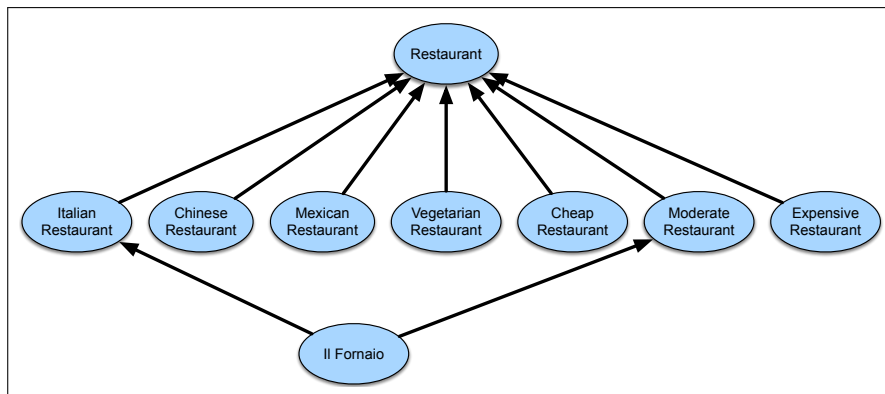 Restaurant
Italian
Restaurant
Chinese
Restaurant
Mexican
Restaurant
Vegetarian
Restaurant
Cheap
Restaurant
Moderate
Restaurant
Expensive
Restaurant
Il Fornaio